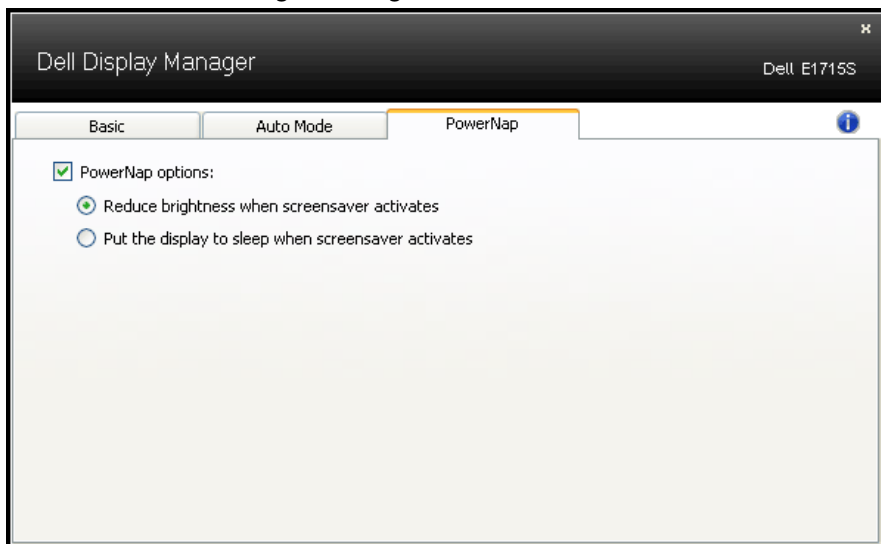 x
Dell Display Manager
Dell E1715S
Basic
Auto Mode
PowerNap
i
PowerNap options:
Reduce brightness when screensaver activates
Put the display to sleep when screensaver activates